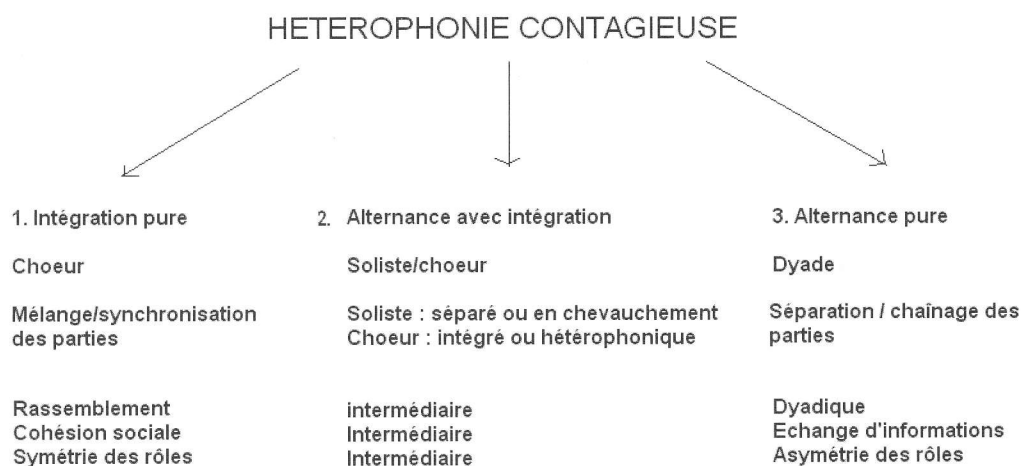 HETEROPHONIE CONTAGIEUSE
1. Intégration pure
Choeur
Mélange/synchronisation
des parties
Rassemblement
Cohésion sociale
Symétrie des rôles
2. Alternance avec intégration
Soliste/choeur
Soliste : séparé ou en chevauchement
Choeur : intégré ou hétérophonique
intermédiaire
Intermédiaire
Intermédiaire
3. Alternance pure
Dyade
Séparation / chaînage des
parties
Dyadique
Echange d'informations
Asymétrie des rôles